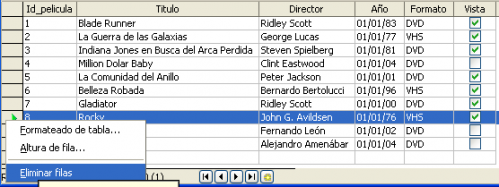 Id_pelicula Titulo Director Año Formato Vista
1 Blade Runner Ridley Scott 01/01/83 DVD
2 La Guerra de las Galaxias George Lucas 01/01/77 VHS
3 Indiana Jones en Busca del Arca Perdida Steven Spielberg 01/01/81 DVD
4 Million Dolar Baby Clint Eastwood 01/01/04 DVD
5 La Comunidad del Anillo Peter Jackson 01/01/01 DVD
6 Belleza Robada Bernardo Bertolucci 01/01/96 VHS
7 Gladiator Ridley Scott 01/01/00 DVD
8 Rocky John G. Avildsen 01/01/76 VHS
Fernando León 01/01/02 DVD
Alejandro Amenábar 01/01/04 DVD
Formateado de tabla...
Altura de fila...
Eliminar filas
(1)